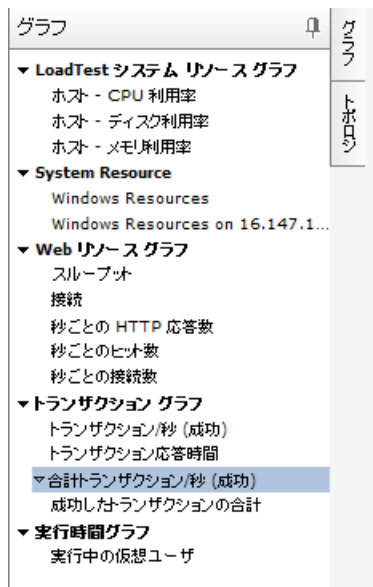 グラフ
LoadTest システム リソース グラフ
ホスト - CPU 利用率
ホスト - ディスク利用率
ホスト - メモリ利用率
System Resource
Windows Resources
Windows Resources on 16.147.1...
Web リソース グラフ
スループット
接続
秒ごとの HTTP 応答数
秒ごとのヒット数
秒ごとの接続数
トランザクション グラフ
トランザクション/秒 (成功)
トランザクション応答時間
合計トランザクション/秒 (成功)
成功したトランザクションの合計
実行時間グラフ
実行中の仮想ユーザ
グラフ
トポロジ